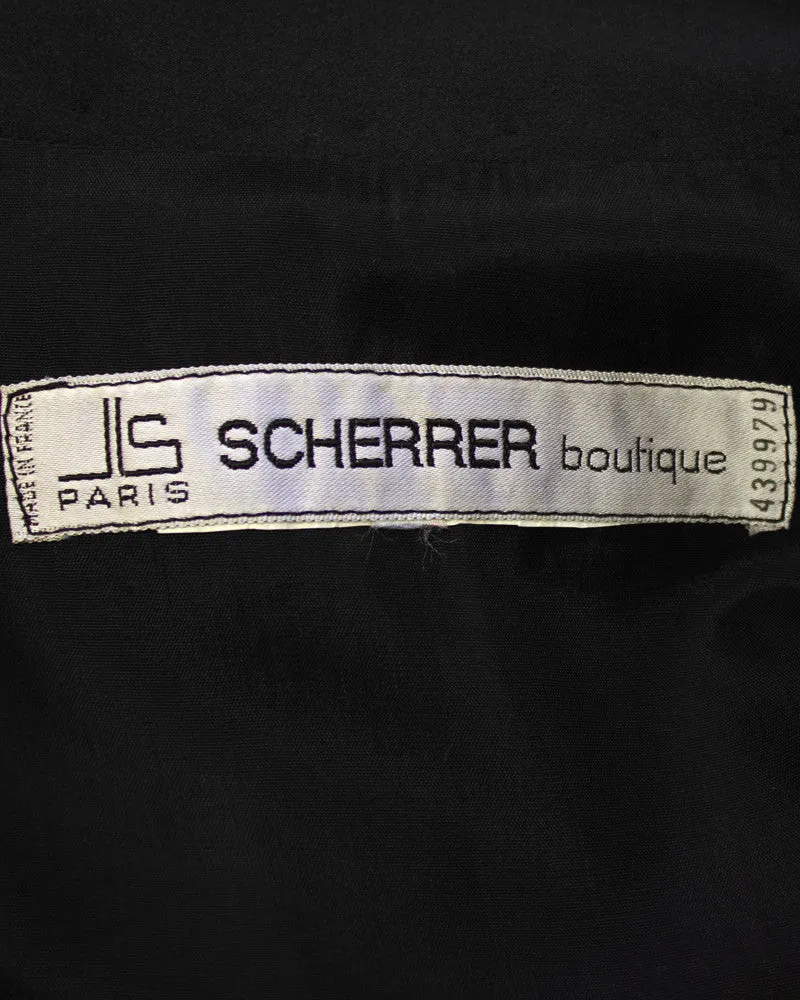 MADE IN FRANCE
JLS
PARIS
SCHERRER boutique
439979